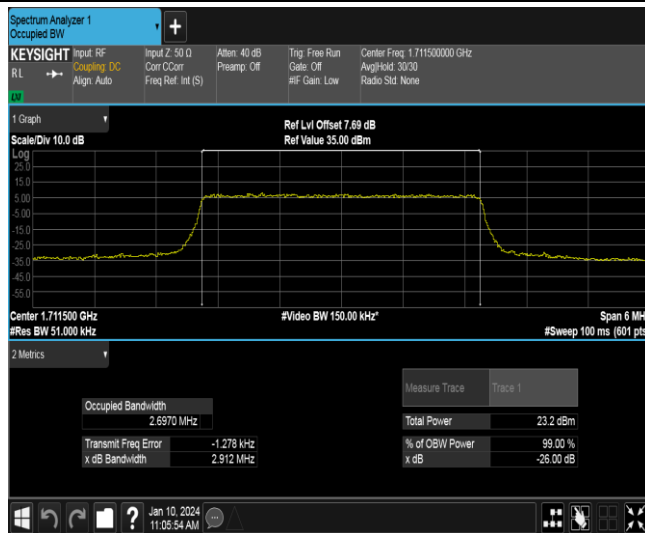 Spectrum Analyzer 1
Occupied BW
+
KEYSIGHT Input: RF Input Z: 50 Ω Atten: 40 dB Trig: Free Run Center Freq: 1.711500000 GHz
RL Coupling: DC Corr CCorr Preamp: Off Gate: Off Avg|Hold: 30/30
Align: Auto Freq Ref: Int (S) #IF Gain: Low Radio Std: None
1 Graph
Scale/Div 10.0 dB
Ref Lvl Offset 7.69 dB
Ref Value 35.00 dBm
Log
25.0
15.0
5.00
-5.00
-15.0
-25.0
-35.0
-45.0
-55.0
Center 1.711500 GHz #Video BW 150.00 kHz* Span 6 MH
#Res BW 51.000 kHz #Sweep 100 ms (601 pts
2 Metrics
Measure Trace Trace 1
Occupied Bandwidth
2.6970 MHz
Total Power 23.2 dBm
Transmit Freq Error -1.278 kHz % of OBW Power 99.00 %
x dB Bandwidth 2.912 MHz x dB -26.00 dB
? Jan 10, 2024
11:05:54 AM